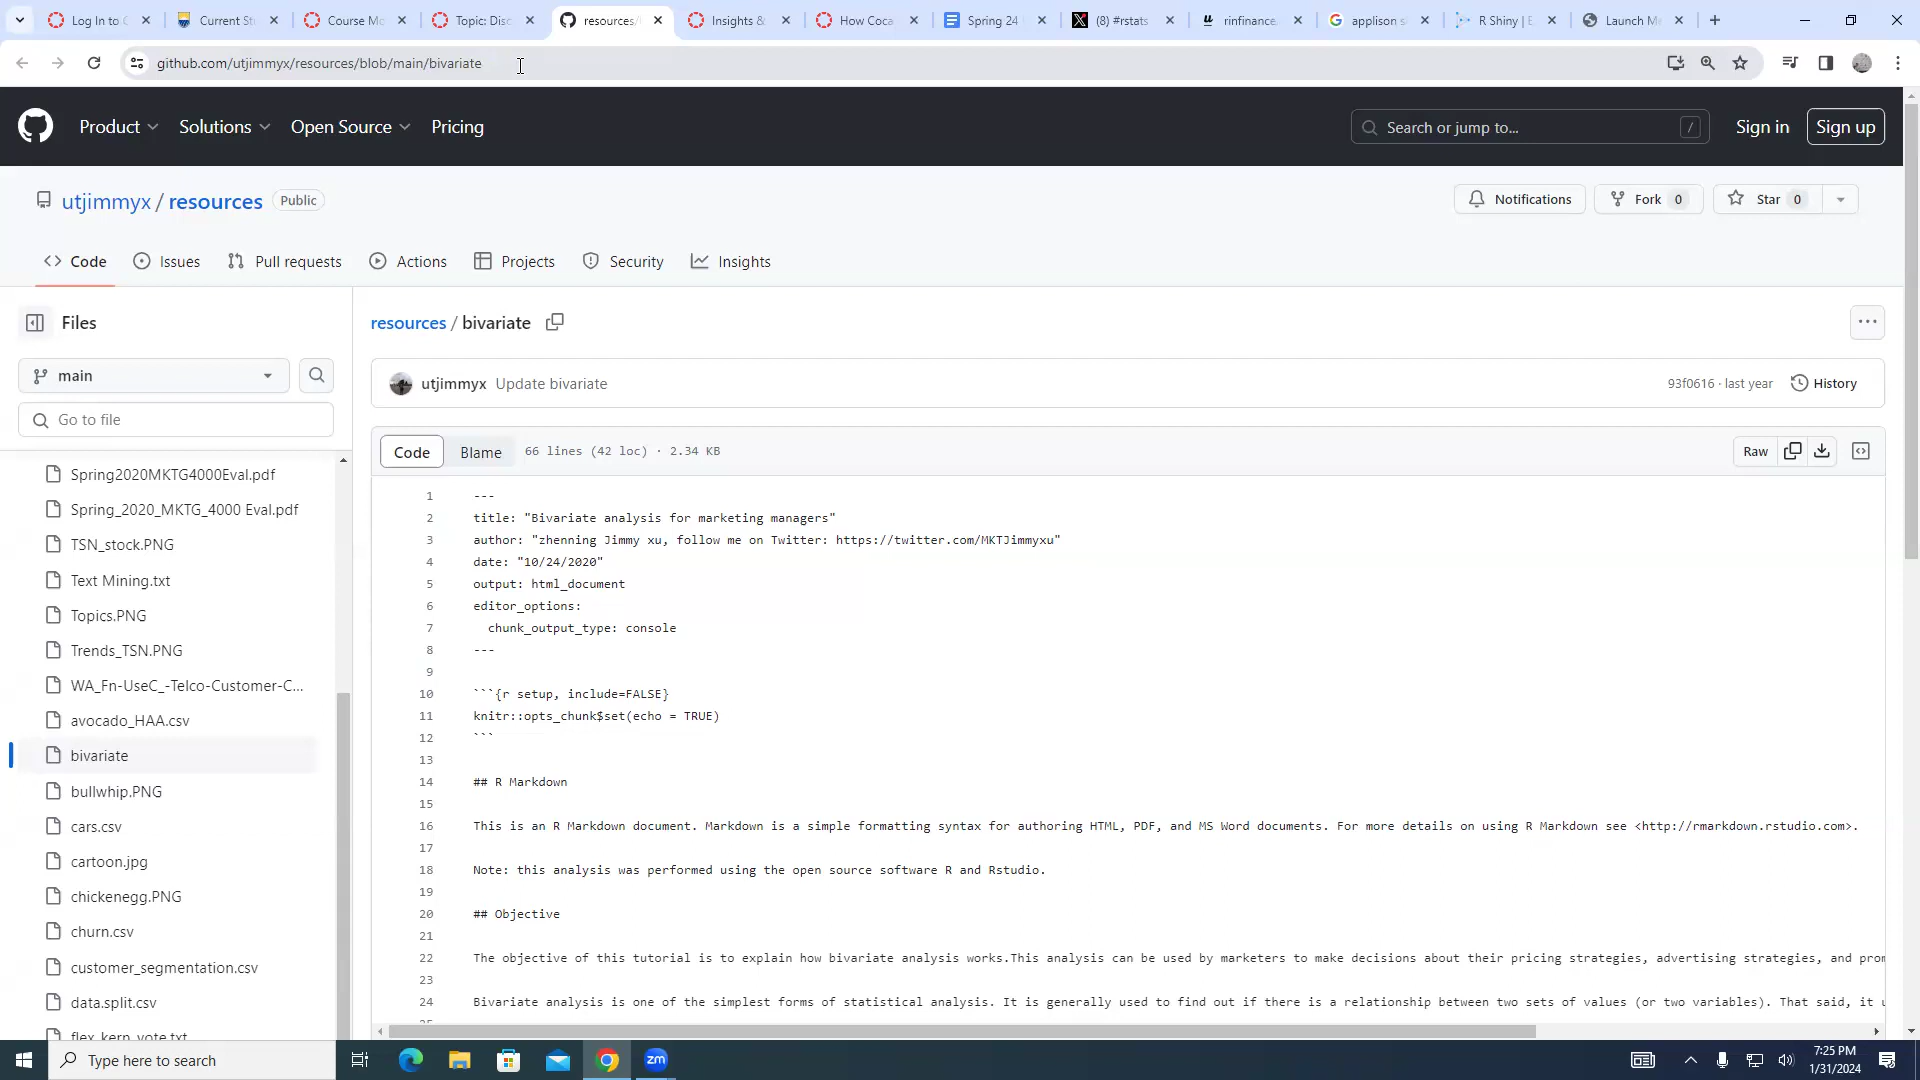 Log In to C
Current St
Course Mo
Topic: Disc
resources/
Insights &
How Coca
Spring 24
(8) #rstats
rinfinance
applison s
R Shiny | E
Launch Me
github.com/utjimmyx/resources/blob/main/bivariate
Product
Solutions
Open Source
Pricing
Search or jump to...
/
Sign in
Sign up
utjimmyx / resources
Public
Notifications
Fork 0
Star 0
Code
Issues
Pull requests
Actions
Projects
Security
Insights
Files
main
Go to file
Spring2020MKTG4000Eval.pdf
Spring_2020_MKTG_4000 Eval.pdf
TSN_stock.PNG
Text Mining.txt
Topics.PNG
Trends_TSN.PNG
WA_Fn-UseC_-Telco-Customer-C...
avocado_HAA.csv
bivariate
bullwhip.PNG
cars.csv
cartoon.jpg
chickenegg.PNG
churn.csv
customer_segmentation.csv
data.split.csv
flex_kern_vote.txt
resources / bivariate
utjimmyx Update bivariate
93f0616 · last year
History
Code
Blame
66 lines (42 loc) · 2.34 KB
Raw
1 ---
2 title: "Bivariate analysis for marketing managers"
3 author: "zhenning Jimmy xu, follow me on Twitter: https://twitter.com/MKTJimmyxu"
4 date: "10/24/2020"
5 output: html_document
6 editor_options:
7 chunk_output_type: console
8 ---
9
10 ```{r setup, include=FALSE}
11 knitr::opts_chunk$set(echo = TRUE)
12 ```
13
14 ## R Markdown
15
16 This is an R Markdown document. Markdown is a simple formatting syntax for authoring HTML, PDF, and MS Word documents. For more details on using R Markdown see <http://rmarkdown.rstudio.com>.
17
18 Note: this analysis was performed using the open source software R and Rstudio.
19
20 ## Objective
21
22 The objective of this tutorial is to explain how bivariate analysis works.This analysis can be used by marketers to make decisions about their pricing strategies, advertising strategies, and prom
23
24 Bivariate analysis is one of the simplest forms of statistical analysis. It is generally used to find out if there is a relationship between two sets of values (or two variables). That said, it u
25
Type here to search
zm
7:25 PM
1/31/2024